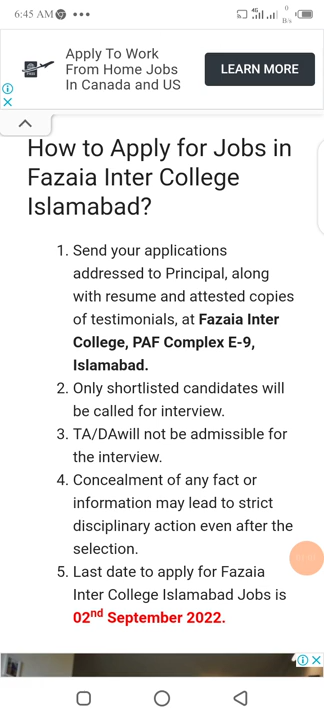 6:45 AM
4G
0
B/s
Apply To Work
From Home Jobs
In Canada and US
LEARN MORE
How to Apply for Jobs in
Fazaia Inter College
Islamabad?
1. Send your applications
addressed to Principal, along
with resume and attested copies
of testimonials, at Fazaia Inter
College, PAF Complex E-9,
Islamabad.
2. Only shortlisted candidates will
be called for interview.
3. TA/DAwill not be admissible for
the interview.
4. Concealment of any fact or
information may lead to strict
disciplinary action even after the
selection.
5. Last date to apply for Fazaia
Inter College Islamabad Jobs is
02nd September 2022.